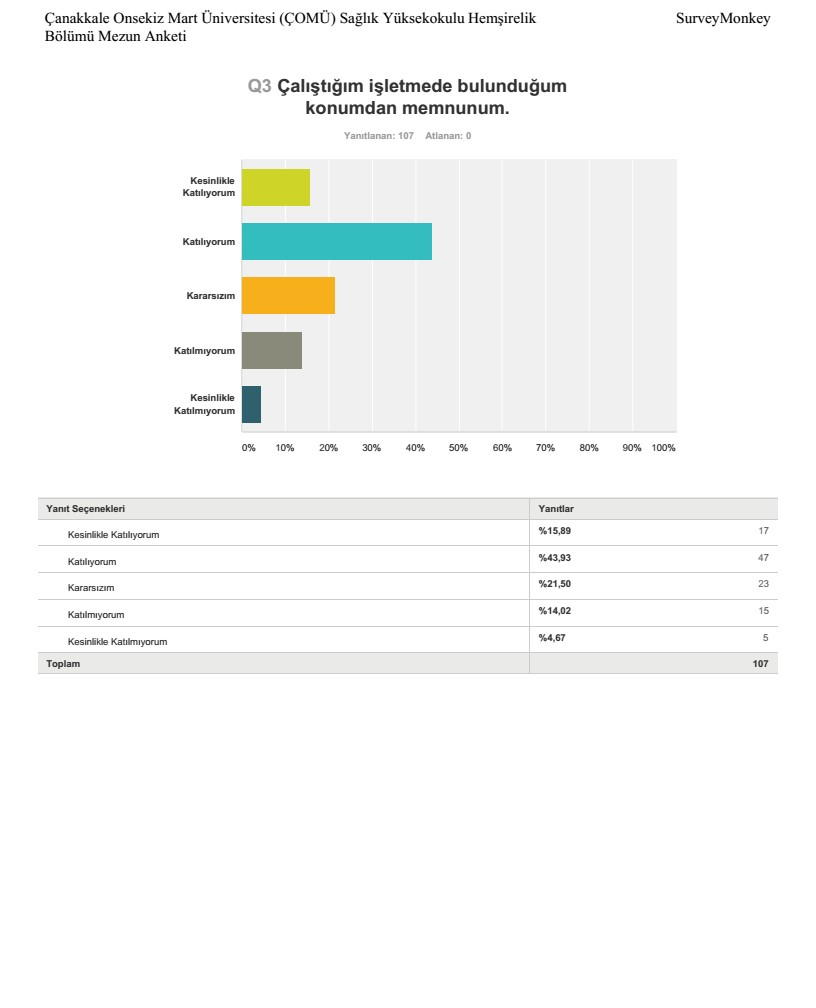 Çanakkale Onsekiz Mart Üniversitesi (ÇOMÜ) Sağlık Yüksekokulu Hemşirelik
Bölümü Mezun Anketi
SurveyMonkey
Q3 Çalıştığım işletmede bulunduğum
konumdan memnunum.
Yanıtlanan: 107 Atlanan: 0
Kesinlikle
Katılıyorum
Katılıyorum
Kararsızım
Katılmıyorum
Kesinlikle
Katılmıyorum
0% 10% 20% 30% 40% 50% 60% 70% 80% 90% 100%
Yanıt Seçenekleri Yanıtlar
Kesinlikle Katılıyorum %15,89 17
Katılıyorum %43,93 47
Kararsızım %21,50 23
Katılmıyorum %14,02 15
Kesinlikle Katılmıyorum %4,67 5
Toplam 107